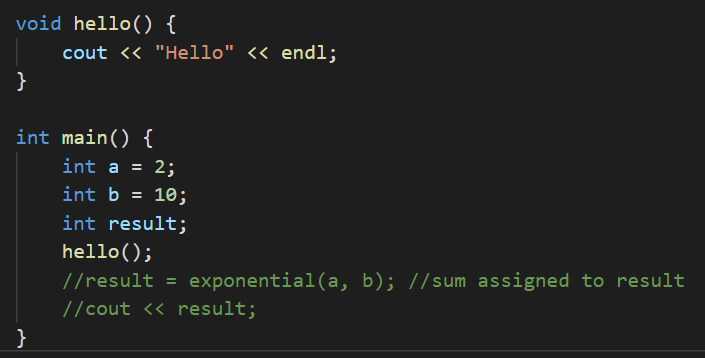 void hello() {
    cout << "Hello" << endl;
}

int main() {
    int a = 2;
    int b = 10;
    int result;
    hello();
    //result = exponential(a, b); //sum assigned to result
    //cout << result;
}